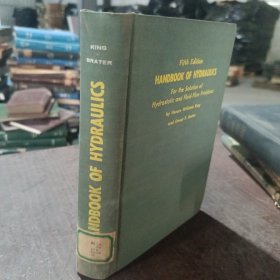 KING
BRATER
HANDBOOK OF HYDRAULICS
Fifth Edition
HANDBOOK OF HYDRAULICS
For the Solution of
Hydrostatic and Fluid-Flow Problems
by Horace Williams King
and Ernest F. Brater